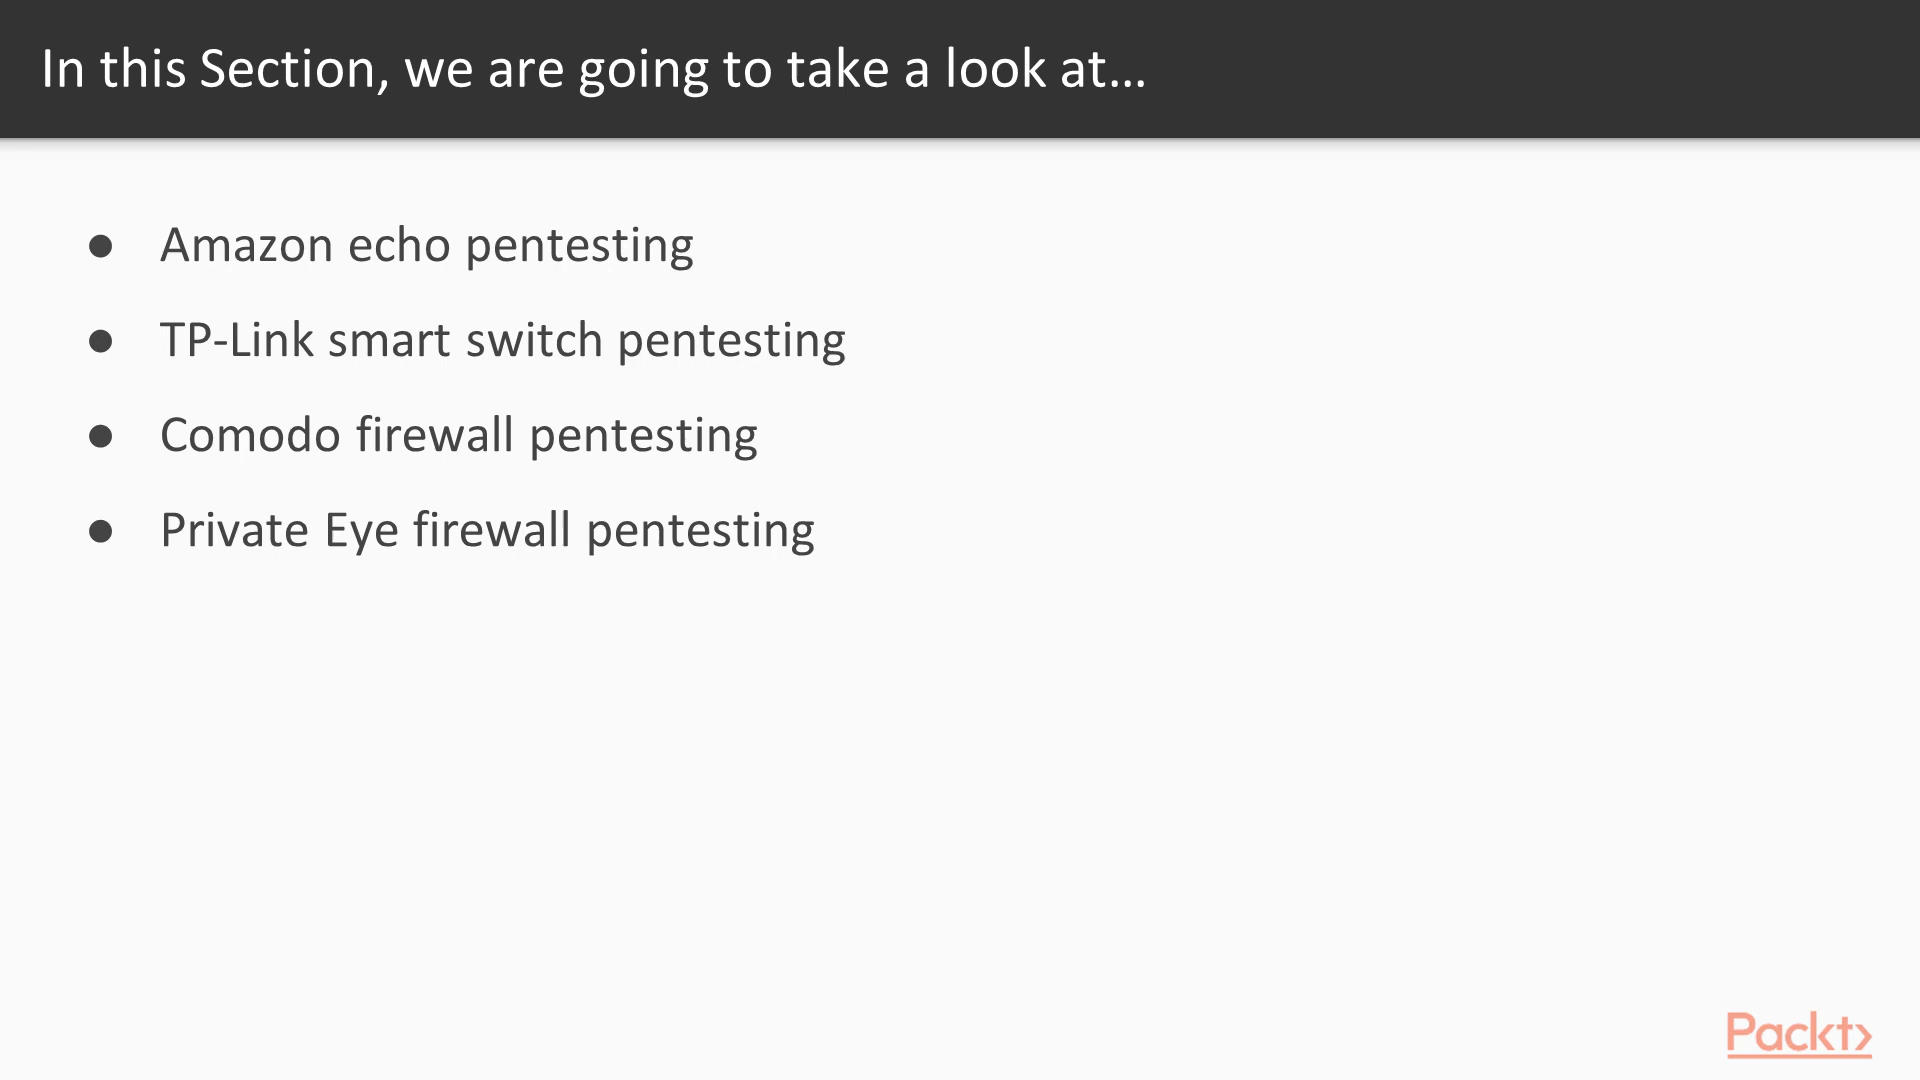 In this Section, we are going to take a look at...
● Amazon echo pentesting
● TP-Link smart switch pentesting
● Comodo firewall pentesting
● Private Eye firewall pentesting
Packt>